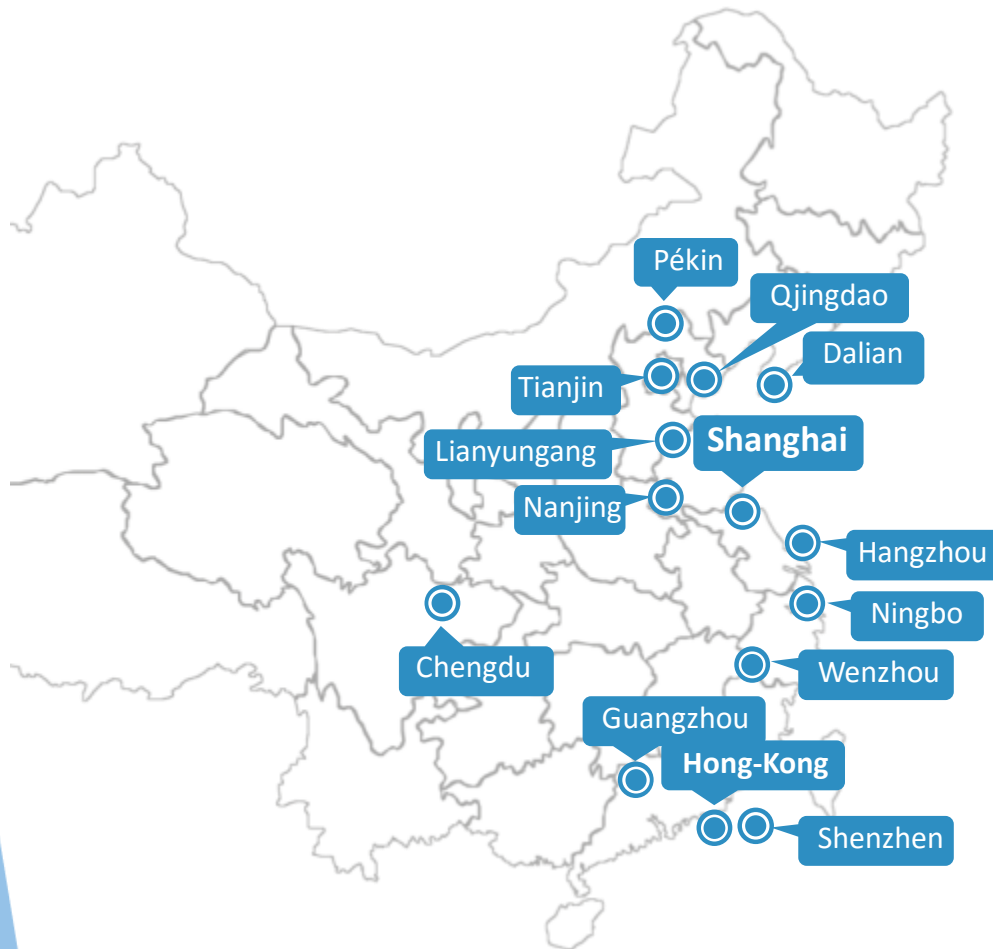 Pékin
Qjingdao
Dalian
Tianjin
Shanghai
Lianyungang
Nanjing
Hangzhou
Ningbo
Chengdu
Wenzhou
Guangzhou
Hong-Kong
Shenzhen